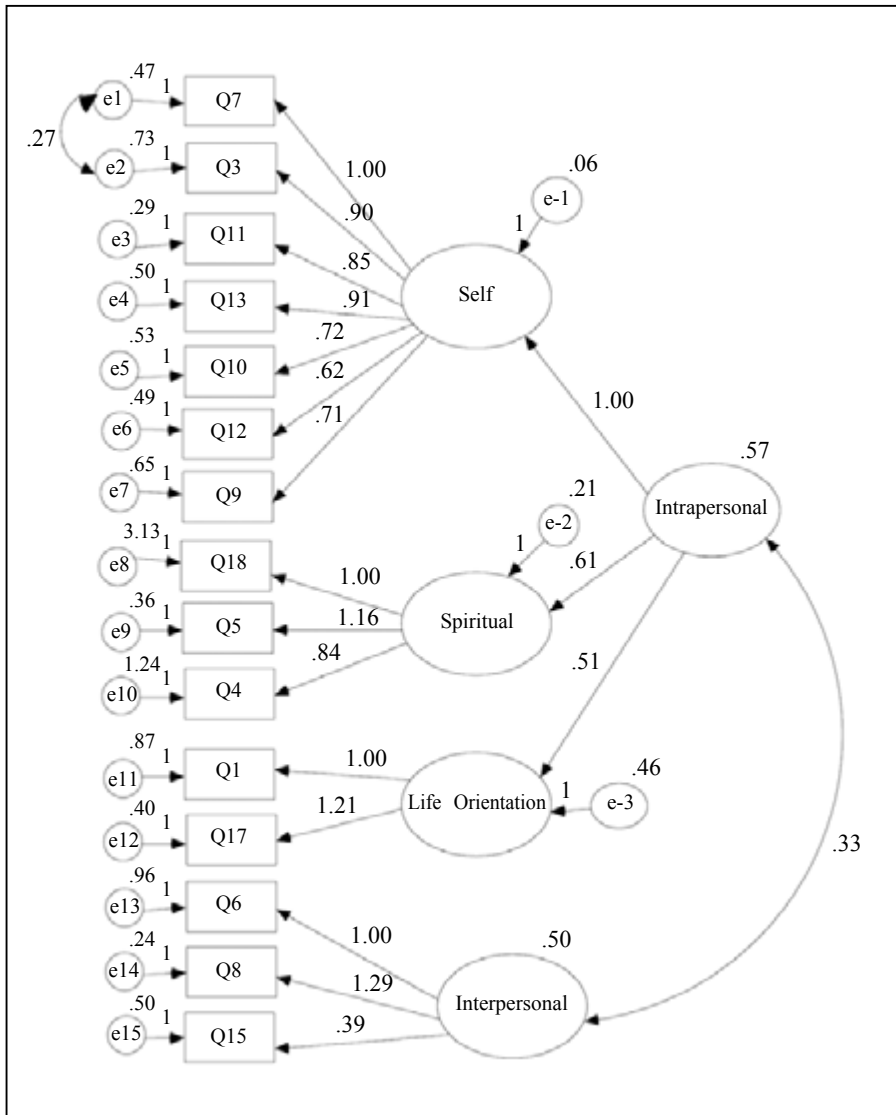 .47
e1 1 Q7
.27
.73
e2 1 Q3
.29
e3 1 Q11
.50
e4 1 Q13
.53
e5 1 Q10
.49
e6 1 Q12
.65
e7 1 Q9
1.00
.90
.85
.91
.72
.62
.71
.06
e-1
1
Self
1.00
.57
Intrapersonal
3.13
e8 1 Q18
.36
e9 1 Q5
1.24
e10 1 Q4
1.00
1.16
.84
.21
e-2
1
Spiritual
.61
.51
.87
e11 1 Q1
.40
e12 1 Q17
1.00
1.21
Life Orientation
.46
1
e-3
.33
.96
e13 1 Q6
.24
e14 1 Q8
.50
e15 1 Q15
1.00
1.29
.39
.50
Interpersonal